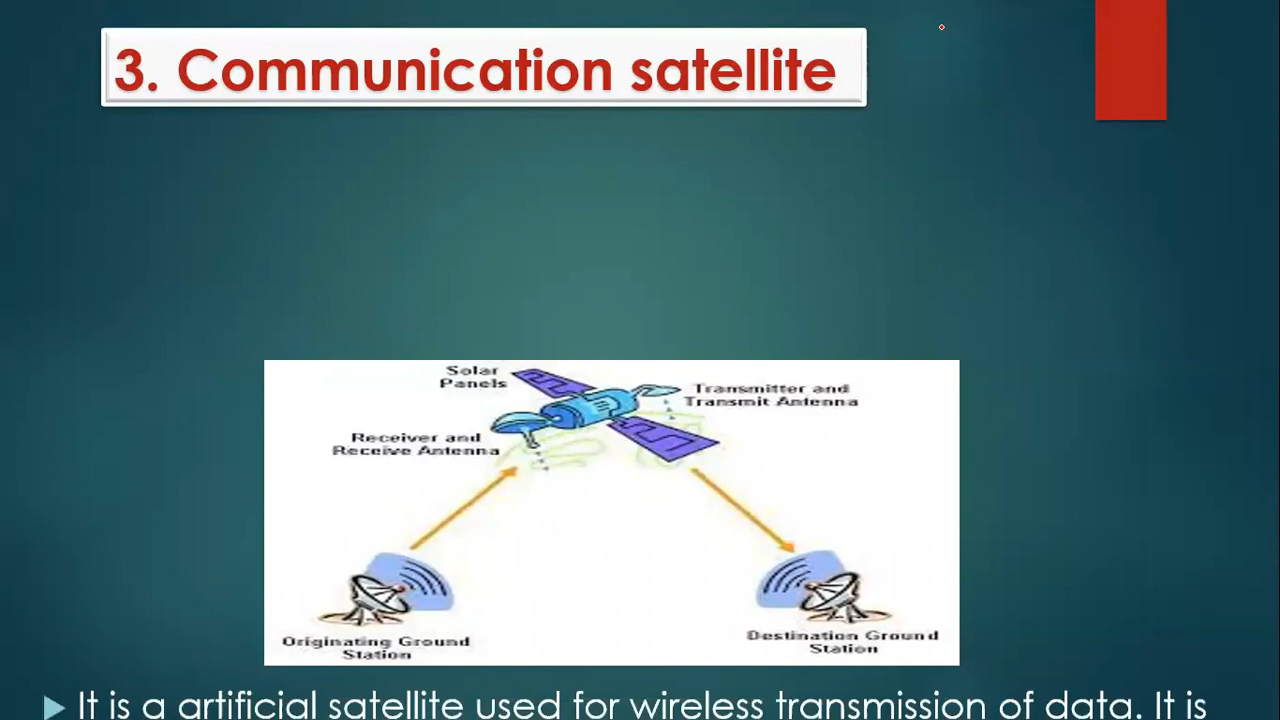 3. Communication satellite
Solar
Panels
Transmitter and
Transmit Antenna
Receiver and
Receive Antenna
Originating Ground
Station
Destination Ground
Station
It is a artificial satellite used for wireless transmission of data. It is